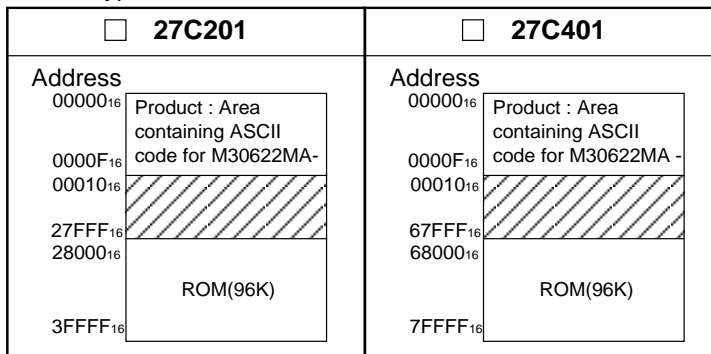 ☐ 27C201
Address
00000₁₆
Product : Area
containing ASCII
code for M30622MA-
0000F₁₆
00010₁₆
27FFF₁₆
28000₁₆
ROM(96K)
3FFFF₁₆
☐ 27C401
Address
00000₁₆
Product : Area
containing ASCII
code for M30622MA -
0000F₁₆
00010₁₆
67FFF₁₆
68000₁₆
ROM(96K)
7FFFF₁₆